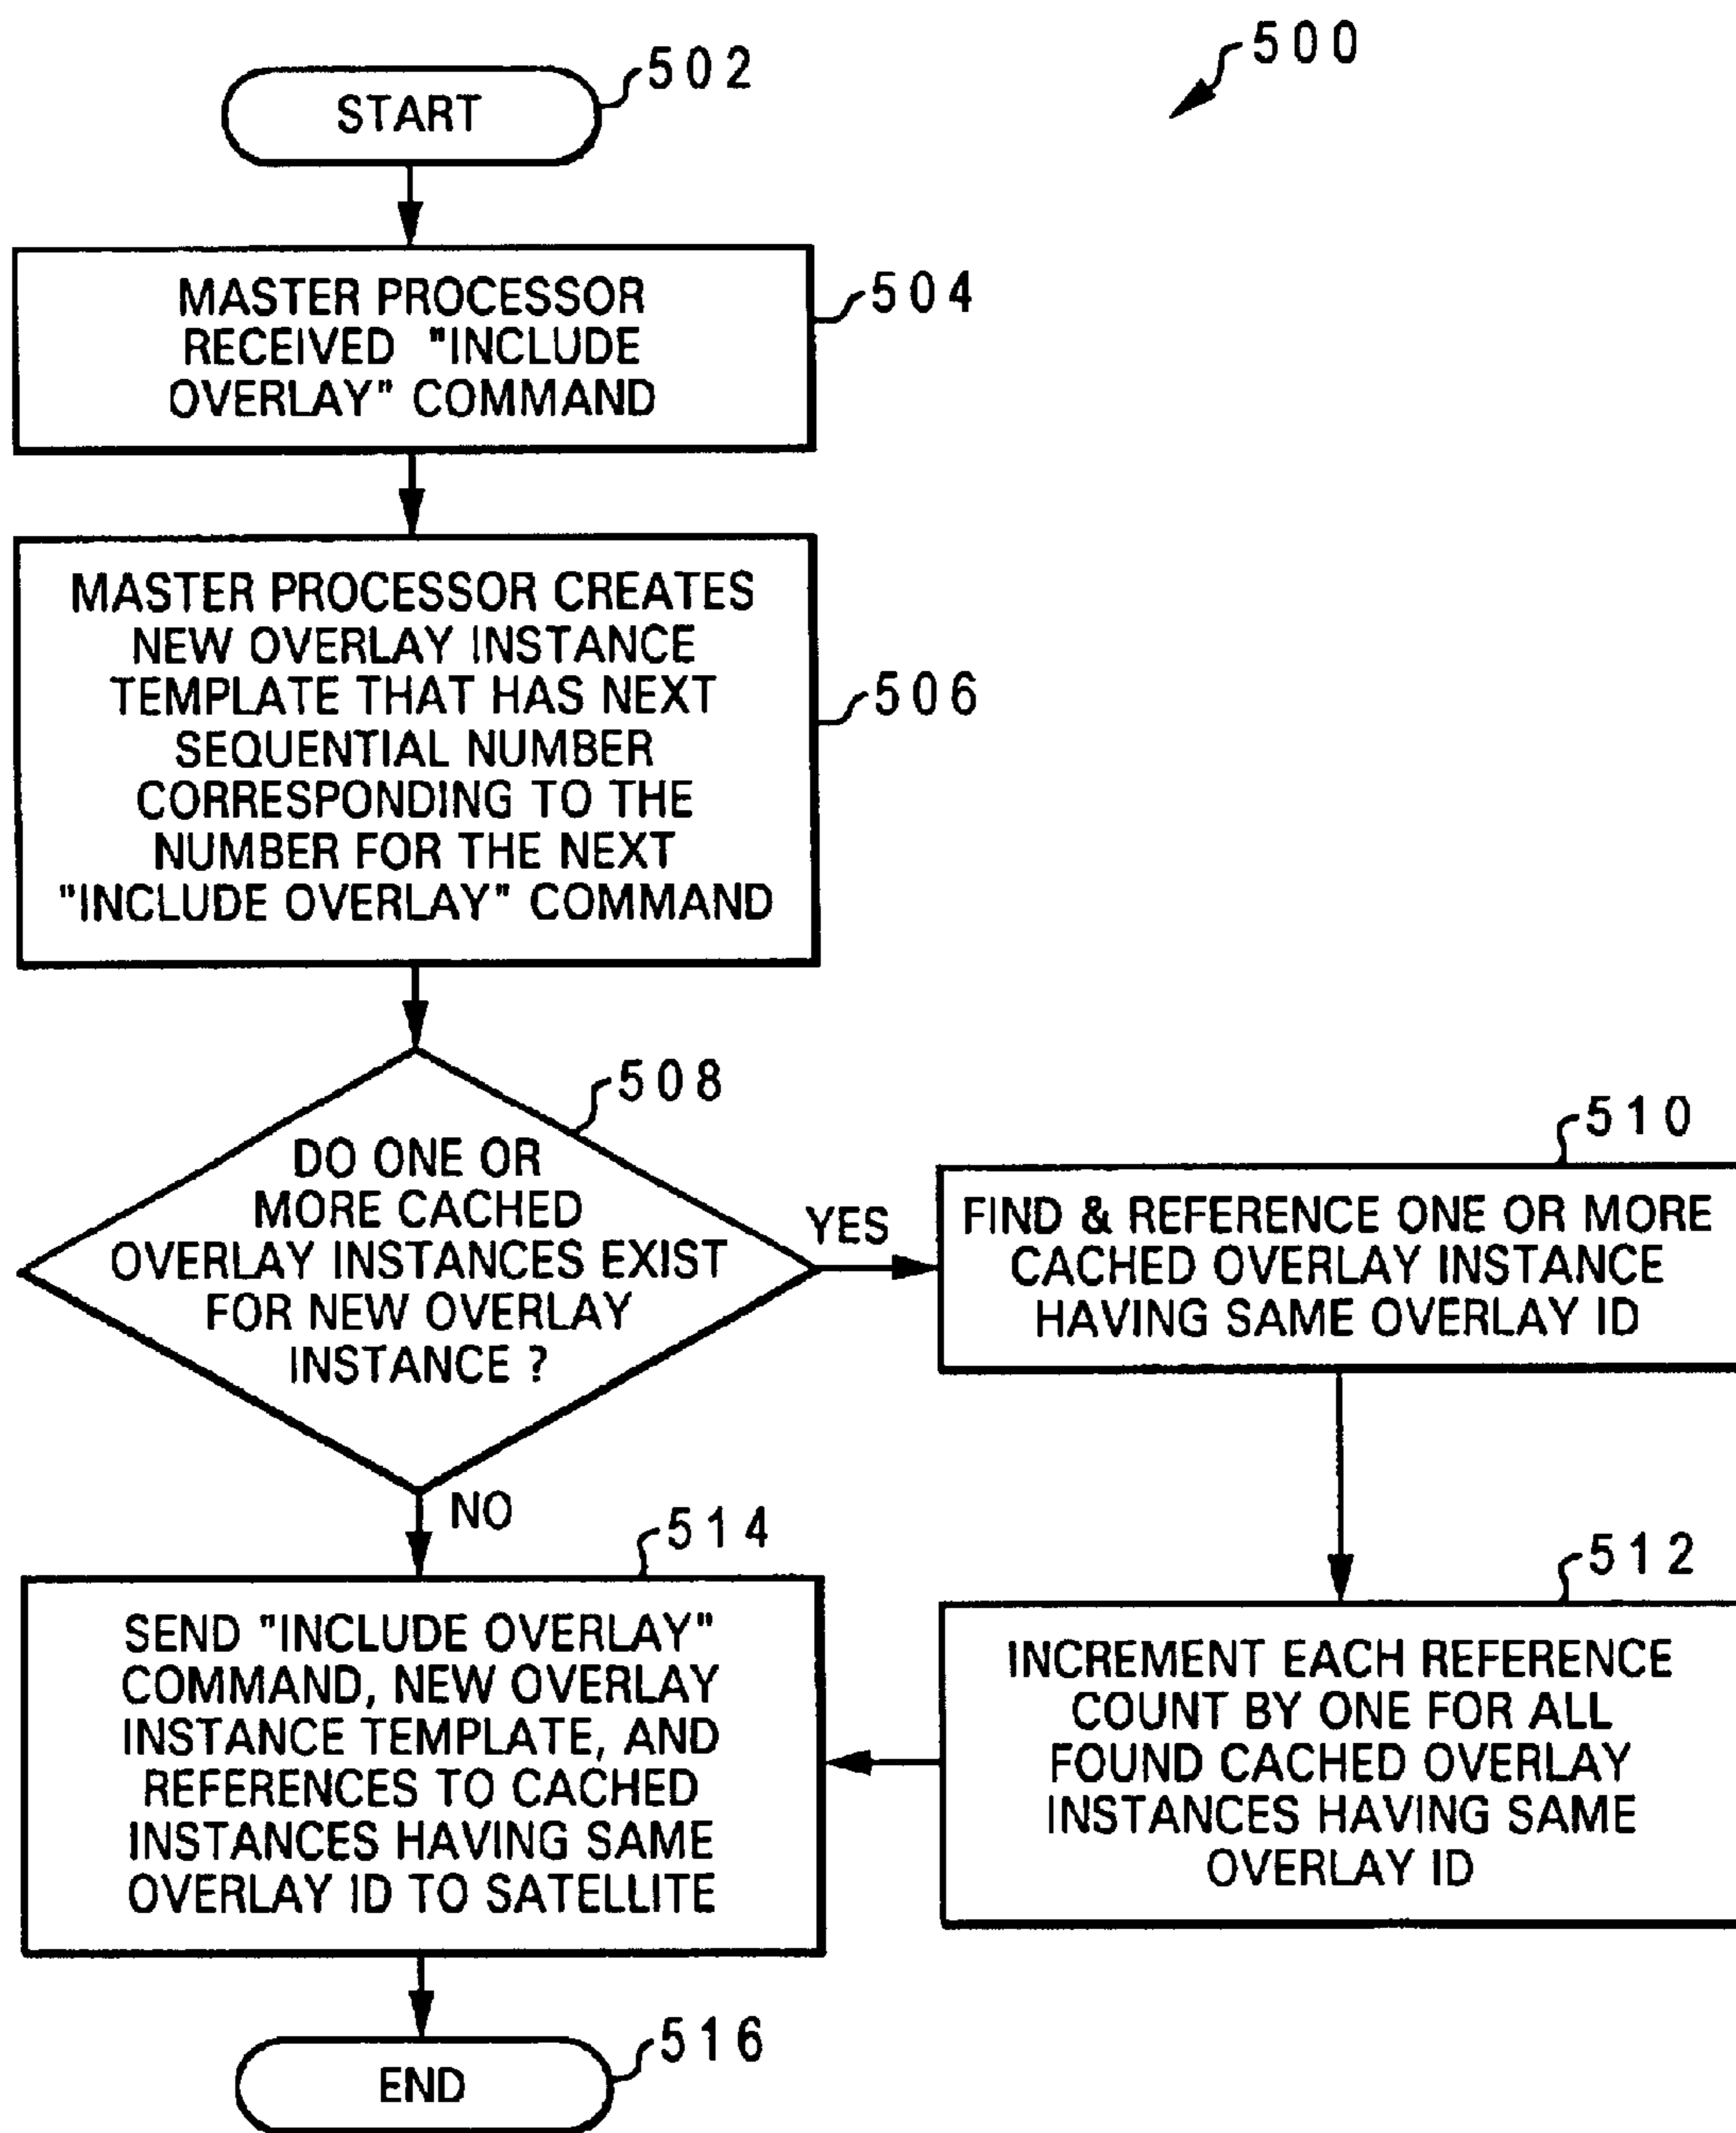 500
502
START
504
MASTER PROCESSOR
RECEIVED "INCLUDE
OVERLAY" COMMAND
506
MASTER PROCESSOR CREATES
NEW OVERLAY INSTANCE
TEMPLATE THAT HAS NEXT
SEQUENTIAL NUMBER
CORRESPONDING TO THE
NUMBER FOR THE NEXT
"INCLUDE OVERLAY" COMMAND
508
DO ONE OR
MORE CACHED
OVERLAY INSTANCES EXIST
FOR NEW OVERLAY
INSTANCE ?
YES
510
FIND & REFERENCE ONE OR MORE
CACHED OVERLAY INSTANCE
HAVING SAME OVERLAY ID
512
INCREMENT EACH REFERENCE
COUNT BY ONE FOR ALL
FOUND CACHED OVERLAY
INSTANCES HAVING SAME
OVERLAY ID
NO
514
SEND "INCLUDE OVERLAY"
COMMAND, NEW OVERLAY
INSTANCE TEMPLATE, AND
REFERENCES TO CACHED
INSTANCES HAVING SAME
OVERLAY ID TO SATELLITE
516
END